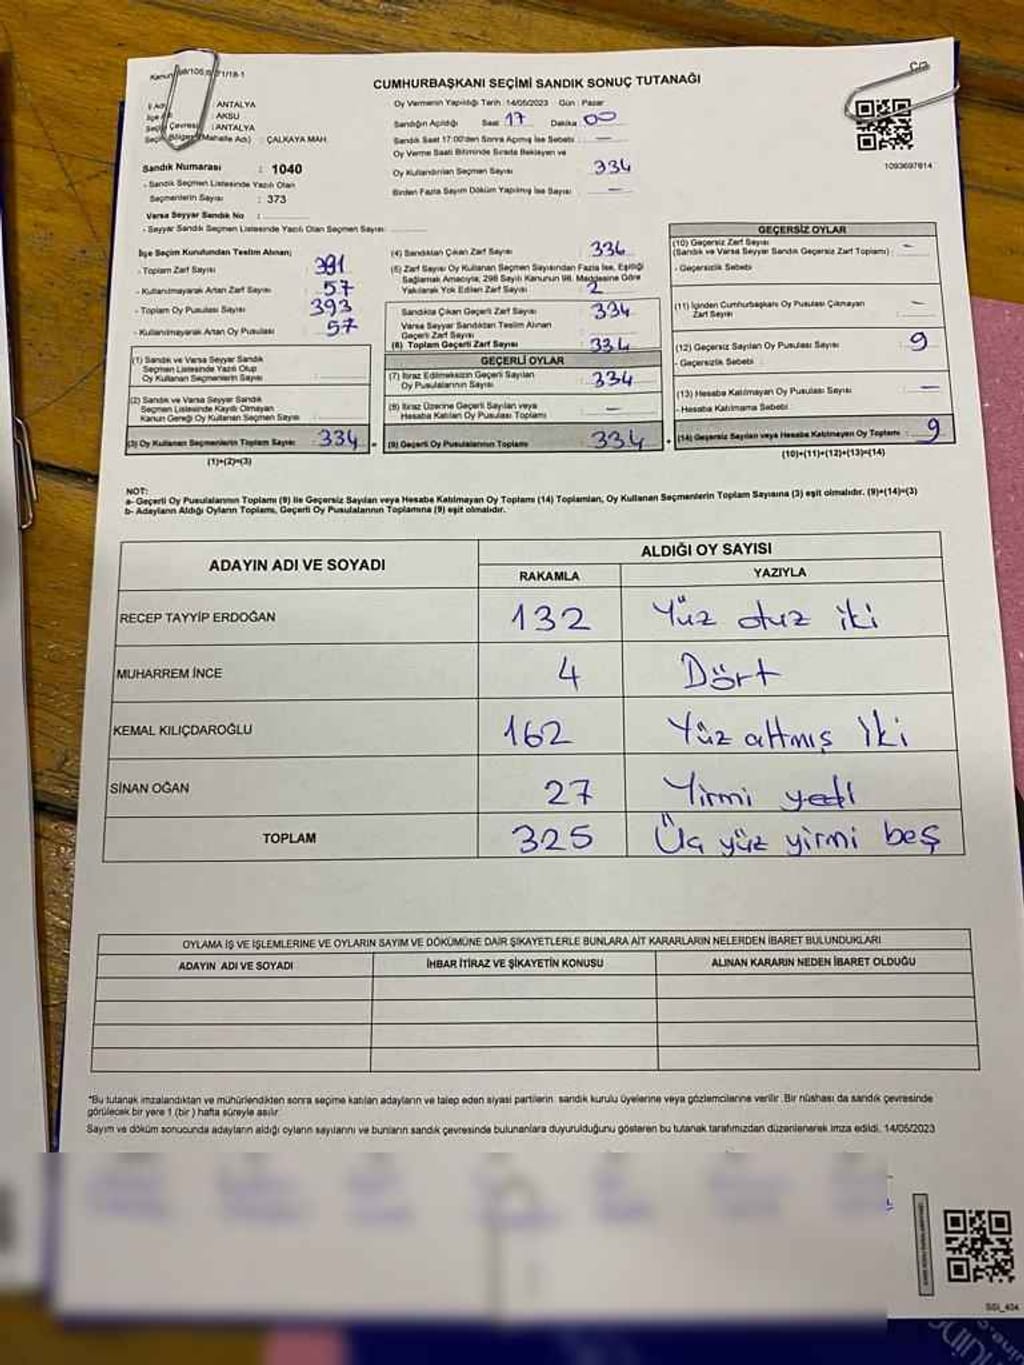 CUMHURBAŞKANI SEÇİMİ SANDIK SONUÇ TUTANAĞI
: ANTALYA
: AKSU
Seçim Çevresi : ANTALYA
(Mahalle Adı) : ÇALKAYA MAH.
Sandık Numarası : 1040
- Sandık Seçmen Listesinde Yazılı Olan
Seçmenlerin Sayısı : 373
Varsa Seyyar Sandık No :
- Seyyar Sandık Seçmen Listesinde Yazılı Olan Seçmen Sayısı :
Oy Vermenin Yapıldığı Tarih : 14/05/2023 Gün : Pazar
Sandığın Açıldığı Saat : 17 Dakika : 00
Sandık Saat 17:00'den Sonra Açılmış İse Sebebi : —
Oy Verme Saati Bitiminde Sırada Bekleyen ve
Oy Kullandırılan Seçmen Sayısı : 334
Birden Fazla Sayım Döküm Yapılmış İse Sayısı : —
1093697814
İlçe Seçim Kurulundan Teslim Alınan;
- Toplam Zarf Sayısı : 391
- Kullanılmayarak Artan Zarf Sayısı : 57
- Toplam Oy Pusulası Sayısı : 393
- Kullanılmayarak Artan Oy Pusulası : 57
(1) Sandık ve Varsa Seyyar Sandık
Seçmen Listesinde Yazılı Olup
Oy Kullanan Seçmenlerin Sayısı :
(2) Sandık ve Varsa Seyyar Sandık
Seçmen Listesinde Kayıtlı Olmayan
Kanun Gereği Oy Kullanan Seçmen Sayısı :
(3) Oy Kullanan Seçmenlerin Toplam Sayısı : 334
(1)+(2)=(3)
(4) Sandıktan Çıkan Zarf Sayısı : 336
(5) Zarf Sayısı Oy Kullanan Seçmen Sayısından Fazla İse, Eşitliği
Sağlamak Amacıyla; 298 Sayılı Kanunun 98. Maddesine Göre
Yakılarak Yok Edilen Zarf Sayısı : 2
Sandıkta Çıkan Geçerli Zarf Sayısı : 334
Varsa Seyyar Sandıktan Teslim Alınan
Geçerli Zarf Sayısı :
(6) Toplam Geçerli Zarf Sayısı : 334
GEÇERLİ OYLAR
(7) İtiraz Edilmeksizin Geçerli Sayılan
Oy Pusulalarının Sayısı : 334
(8) İtiraz Üzerine Geçerli Sayılan veya
Hesaba Katılan Oy Pusulası Toplamı : —
(9) Geçerli Oy Pusulalarının Toplamı : 334
GEÇERSİZ OYLAR
(10) Geçersiz Zarf Sayısı : —
(Sandık ve Varsa Seyyar Sandık Geçersiz Zarf Toplamı)
- Geçersizlik Sebebi
(11) İçinden Cumhurbaşkanı Oy Pusulası Çıkmayan : —
Zarf Sayısı
(12) Geçersiz Sayılan Oy Pusulası Sayısı : 9
- Geçersizlik Sebebi :
(13) Hesaba Katılmayan Oy Pusulası Sayısı : —
- Hesaba Katılmama Sebebi
(14) Geçersiz Sayılan veya Hesaba Katılmayan Oy Toplamı : 9
(10)+(11)+(12)+(13)=(14)
NOT:
a- Geçerli Oy Pusulalarının Toplamı (9) ile Geçersiz Sayılan veya Hesaba Katılmayan Oy Toplamı (14) Toplamları, Oy Kullanan Seçmenlerin Toplam Sayısına (3) eşit olmalıdır. (9)+(14)=(3)
b- Adayların Aldığı Oyların Toplamı, Geçerli Oy Pusulalarının Toplamına (9) eşit olmalıdır.
ADAYIN ADI VE SOYADI ALDIĞI OY SAYISI
RAKAMLA YAZIYLA
RECEP TAYYİP ERDOĞAN 132 Yüz otuz iki
MUHARREM İNCE 4 Dört
KEMAL KILIÇDAROĞLU 162 Yüz altmış iki
SİNAN OĞAN 27 Yirmi yedi
TOPLAM 325 Üç yüz yirmi beş
OYLAMA İŞ VE İŞLEMLERİNE VE OYLARIN SAYIM VE DÖKÜMÜNE DAİR ŞİKAYETLERLE BUNLARA AİT KARARLARIN NELERDEN İBARET BULUNDUKLARI
ADAYIN ADI VE SOYADI İHBAR İTİRAZ VE ŞİKAYETİN KONUSU ALINAN KARARIN NEDEN İBARET OLDUĞU
*Bu tutanak imzalandıktan ve mühürlendikten sonra seçime katılan adayların ve talep eden siyasi partilerin sandık kurulu üyelerine veya gözlemcilerine verilir. Bir nüshası da sandık çevresinde
görülecek bir yere 1 (bir) hafta süreyle asılır.
Sayım ve döküm sonucunda adayların aldığı oyların sayılarını ve bunların sandık çevresinde bulunanlara duyurulduğunu gösteren bu tutanak tarafımızdan düzenlenerek imza edildi. 14/05/2023